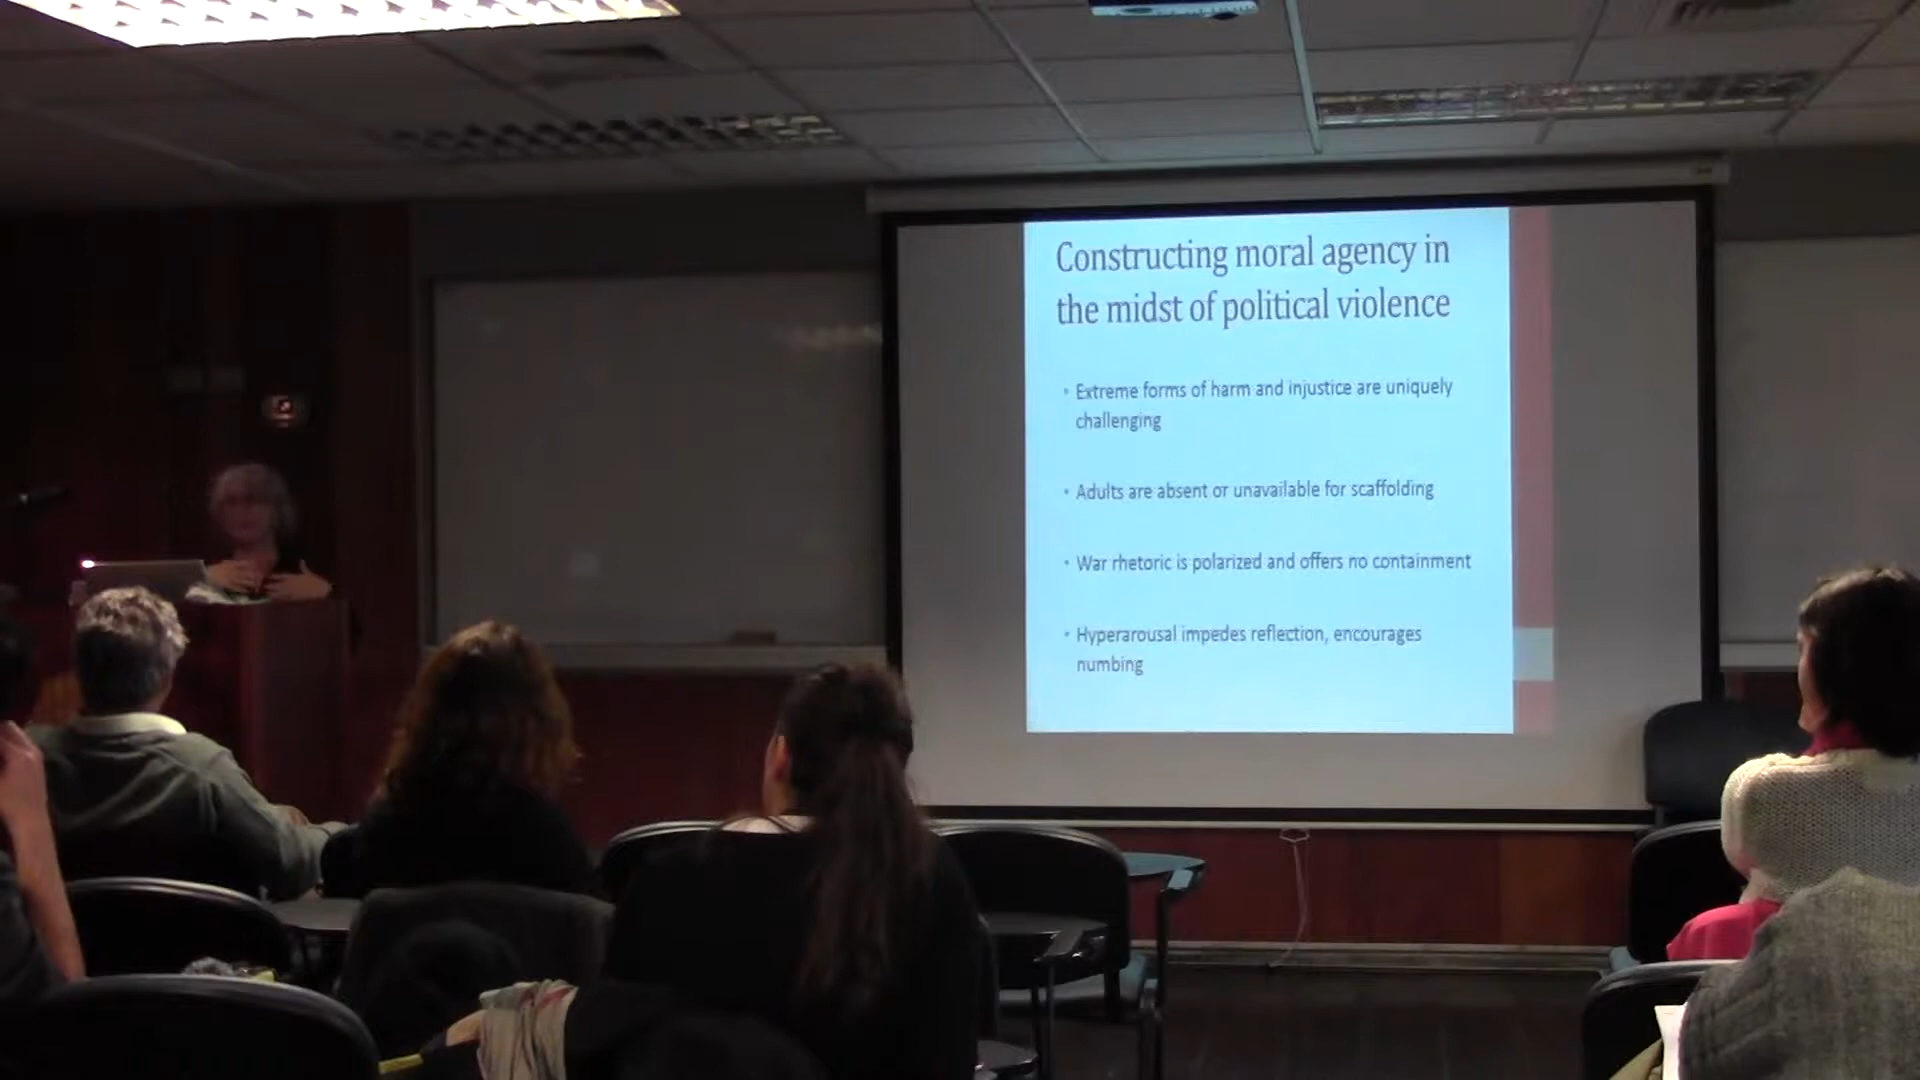 Constructing moral agency in
the midst of political violence
• Extreme forms of harm and injustice are uniquely
challenging
• Adults are absent or unavailable for scaffolding
• War rhetoric is polarized and offers no containment
• Hyperarousal impedes reflection, encourages
numbing